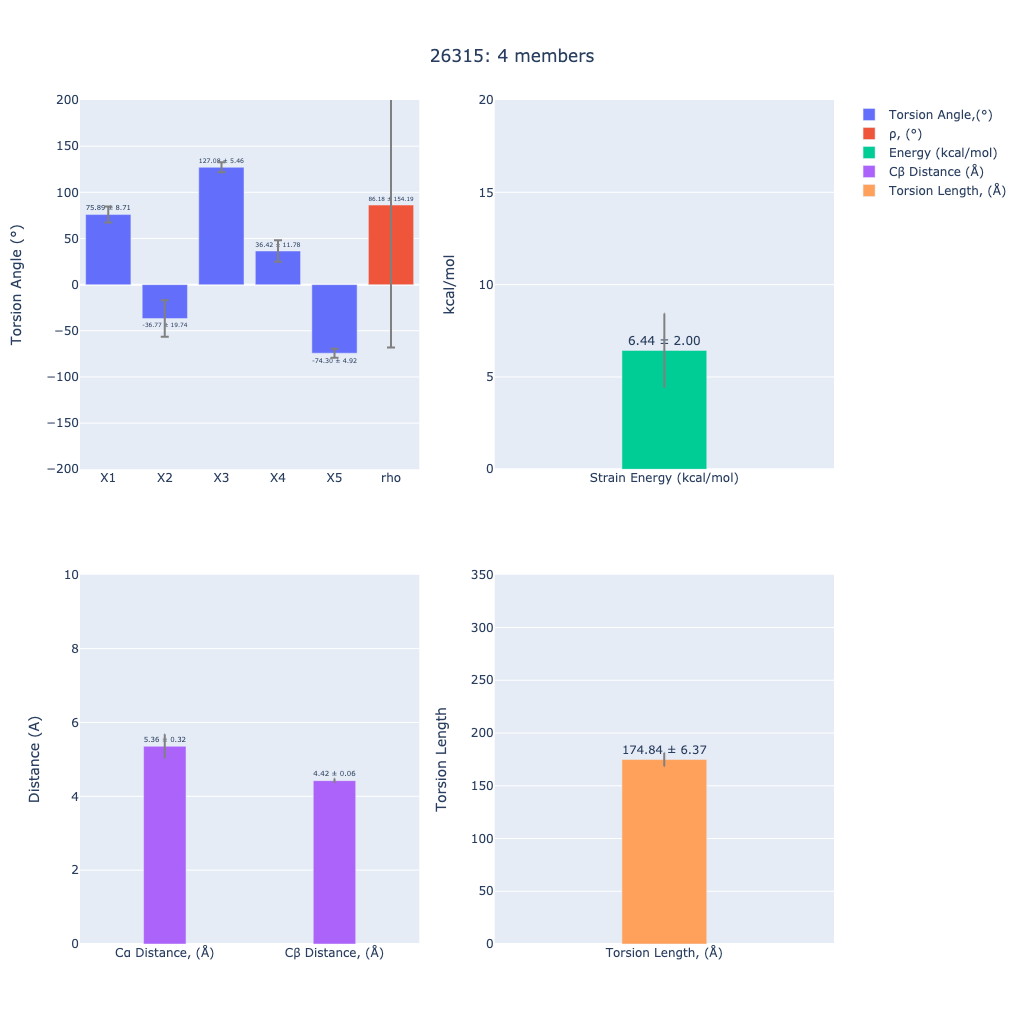 26315: 4 members
200
150
100
50
0
−50
−100
−150
−200
Torsion Angle (°)
75.89 ± 8.71
-36.77 ± 19.74
127.08 ± 5.46
36.42 ± 11.78
-74.30 ± 4.92
86.18 ± 154.19
X1 X2 X3 X4 X5 rho
20
15
10
5
0
kcal/mol
6.44 ± 2.00
Strain Energy (kcal/mol)
Torsion Angle,(°)
ρ, (°)
Energy (kcal/mol)
Cβ Distance (Å)
Torsion Length, (Å)
10
8
6
4
2
0
Distance (A)
5.36 ± 0.32
4.42 ± 0.06
Cα Distance, (Å) Cβ Distance, (Å)
350
300
250
200
150
100
50
0
Torsion Length
174.84 ± 6.37
Torsion Length, (Å)